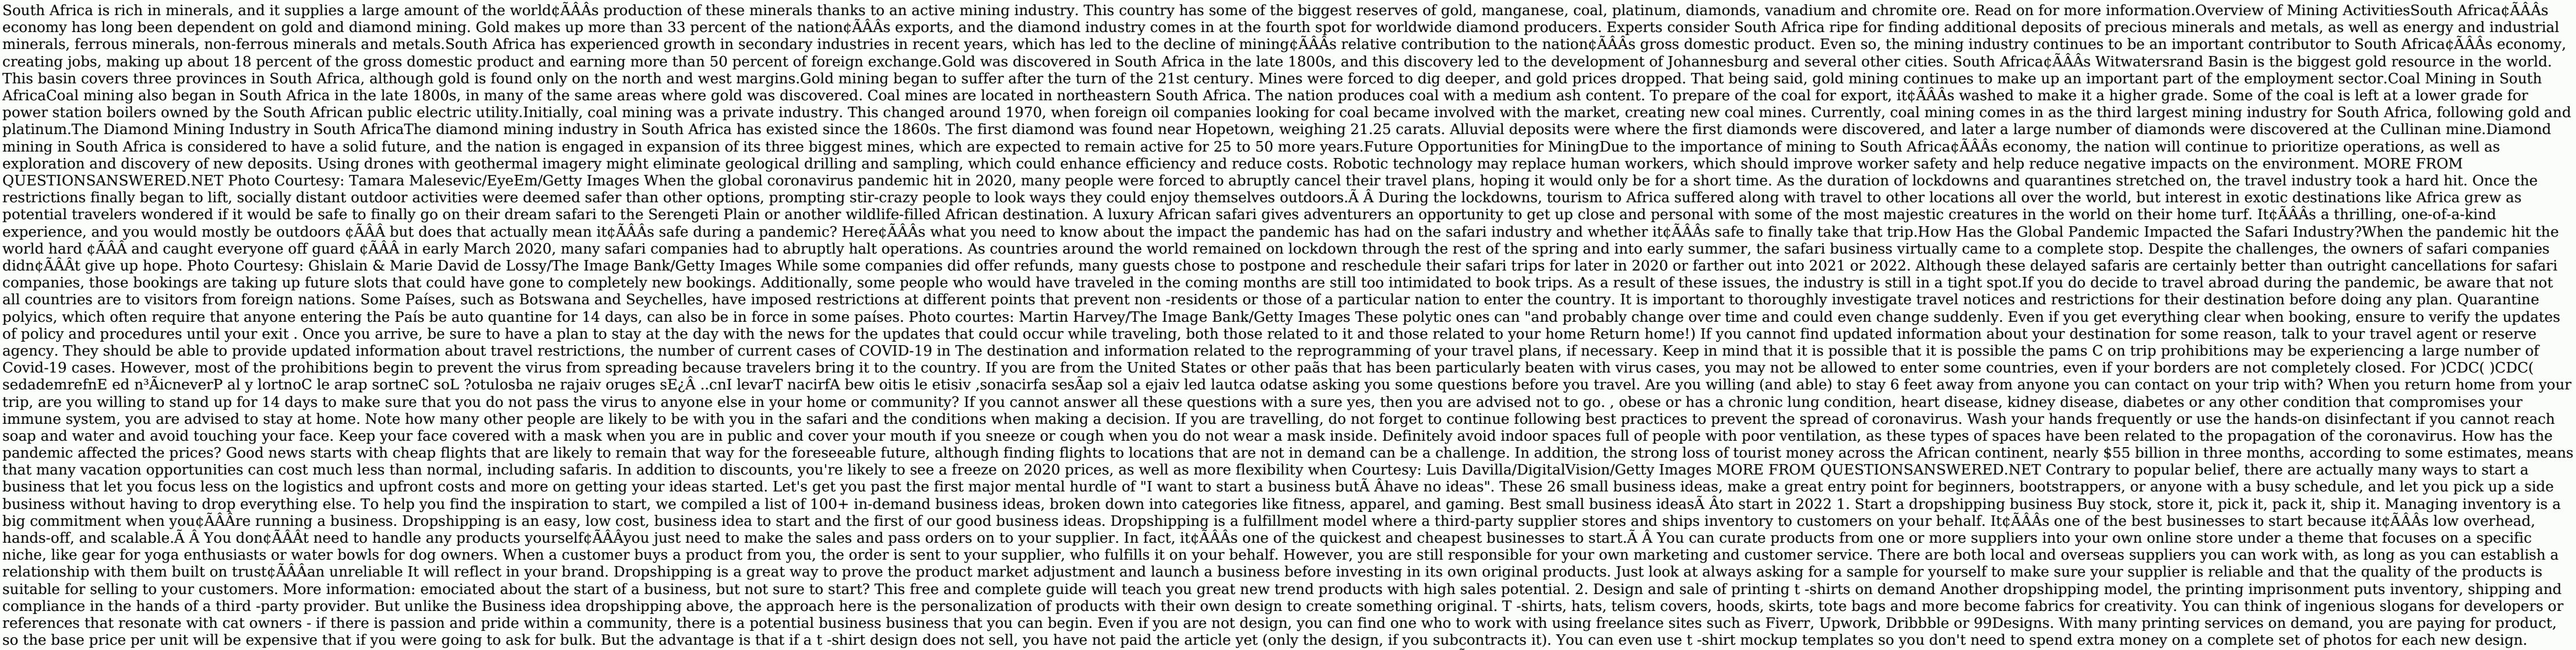 South Africa is rich in minerals, and it supplies a large amount of the world¢ÃÂÂs production of these minerals thanks to an active mining industry. This country has some of the biggest reserves of gold, manganese, coal, platinum, diamonds, vanadium and chromite ore. Read on for more information.Overview of Mining ActivitiesSouth Africa¢ÃÂÂs
economy has long been dependent on gold and diamond mining. Gold makes up more than 33 percent of the nation¢ÃÂÂs exports, and the diamond industry comes in at the fourth spot for worldwide diamond producers. Experts consider South Africa ripe for finding additional deposits of precious minerals and metals, as well as energy and industrial
minerals, ferrous minerals, non-ferrous minerals and metals.South Africa has experienced growth in secondary industries in recent years, which has led to the decline of mining¢ÃÂÂs relative contribution to the nation¢ÃÂÂs gross domestic product. Even so, the mining industry continues to be an important contributor to South Africa¢ÃÂÂs economy,
creating jobs, making up about 18 percent of the gross domestic product and earning more than 50 percent of foreign exchange.Gold was discovered in South Africa in the late 1800s, and this discovery led to the development of Johannesburg and several other cities. South Africa¢ÃÂÂs Witwatersrand Basin is the biggest gold resource in the world.
This basin covers three provinces in South Africa, although gold is found only on the north and west margins.Gold mining began to suffer after the turn of the 21st century. Mines were forced to dig deeper, and gold prices dropped. That being said, gold mining continues to make up an important part of the employment sector.Coal Mining in South
AfricaCoal mining also began in South Africa in the late 1800s, in many of the same areas where gold was discovered. Coal mines are located in northeastern South Africa. The nation produces coal with a medium ash content. To prepare of the coal for export, it¢ÃÂÂs washed to make it a higher grade. Some of the coal is left at a lower grade for
power station boilers owned by the South African public electric utility.Initially, coal mining was a private industry. This changed around 1970, when foreign oil companies looking for coal became involved with the market, creating new coal mines. Currently, coal mining comes in as the third largest mining industry for South Africa, following gold and
platinum.The Diamond Mining Industry in South AfricaThe diamond mining industry in South Africa has existed since the 1860s. The first diamond was found near Hopetown, weighing 21.25 carats. Alluvial deposits were where the first diamonds were discovered, and later a large number of diamonds were discovered at the Cullinan mine.Diamond
mining in South Africa is considered to have a solid future, and the nation is engaged in expansion of its three biggest mines, which are expected to remain active for 25 to 50 more years.Future Opportunities for MiningDue to the importance of mining to South Africa¢ÃÂÂs economy, the nation will continue to prioritize operations, as well as
exploration and discovery of new deposits. Using drones with geothermal imagery might eliminate geological drilling and sampling, which could enhance efficiency and reduce costs. Robotic technology may replace human workers, which should improve worker safety and help reduce negative impacts on the environment. MORE FROM
QUESTIONSANSWERED.NET Photo Courtesy: Tamara Malesevic/EyeEm/Getty Images When the global coronavirus pandemic hit in 2020, many people were forced to abruptly cancel their travel plans, hoping it would only be for a short time. As the duration of lockdowns and quarantines stretched on, the travel industry took a hard hit. Once the
restrictions finally began to lift, socially distant outdoor activities were deemed safer than other options, prompting stir-crazy people to look ways they could enjoy themselves outdoors.Ã Â During the lockdowns, tourism to Africa suffered along with travel to other locations all over the world, but interest in exotic destinations like Africa grew as
potential travelers wondered if it would be safe to finally go on their dream safari to the Serengeti Plain or another wildlife-filled African destination. A luxury African safari gives adventurers an opportunity to get up close and personal with some of the most majestic creatures in the world on their home turf. It¢ÃÂÂs a thrilling, one-of-a-kind
experience, and you would mostly be outdoors ¢ÃÂÂ but does that actually mean it¢ÃÂÂs safe during a pandemic? Here¢ÃÂÂs what you need to know about the impact the pandemic has had on the safari industry and whether it¢ÃÂÂs safe to finally take that trip.How Has the Global Pandemic Impacted the Safari Industry?When the pandemic hit the
world hard ¢ÃÂÂ and caught everyone off guard ¢ÃÂÂ in early March 2020, many safari companies had to abruptly halt operations. As countries around the world remained on lockdown through the rest of the spring and into early summer, the safari business virtually came to a complete stop. Despite the challenges, the owners of safari companies
didn¢ÃÂÂt give up hope. Photo Courtesy: Ghislain & Marie David de Lossy/The Image Bank/Getty Images While some companies did offer refunds, many guests chose to postpone and reschedule their safari trips for later in 2020 or farther out into 2021 or 2022. Although these delayed safaris are certainly better than outright cancellations for safari
companies, those bookings are taking up future slots that could have gone to completely new bookings. Additionally, some people who would have traveled in the coming months are still too intimidated to book trips. As a result of these issues, the industry is still in a tight spot.If you do decide to travel abroad during the pandemic, be aware that not
all countries are to visitors from foreign nations. Some Países, such as Botswana and Seychelles, have imposed restrictions at different points that prevent non -residents or those of a particular nation to enter the country. It is important to thoroughly investigate travel notices and restrictions for their destination before doing any plan. Quarantine
polyics, which often require that anyone entering the País be auto quantine for 14 days, can also be in force in some países. Photo courtes: Martin Harvey/The Image Bank/Getty Images These polytic ones can "and probably change over time and could even change suddenly. Even if you get everything clear when booking, ensure to verify the updates
of policy and procedures until your exit . Once you arrive, be sure to have a plan to stay at the day with the news for the updates that could occur while traveling, both those related to it and those related to your home Return home!) If you cannot find updated information about your destination for some reason, talk to your travel agent or reserve
agency. They should be able to provide updated information about travel restrictions, the number of current cases of COVID-19 in The destination and information related to the reprogramming of your travel plans, if necessary. Keep in mind that it is possible that it is possible the pams C on trip prohibitions may be experiencing a large number of
Covid-19 cases. However, most of the prohibitions begin to prevent the virus from spreading because travelers bring it to the country. If you are from the United States or other paãs that has been particularly beaten with virus cases, you may not be allowed to enter some countries, even if your borders are not completely closed. For )CDC( )CDC(
sedademrefnE ed n³ÃicneverP al y lortnoC le arap sortneC soL ?otulosba ne rajaiv oruges sE¿Â ..cnI levarT nacirfA bew oitis le etisiv ,sonacirfa sesÃap sol a ejaiv led lautca odatse asking you some questions before you travel. Are you willing (and able) to stay 6 feet away from anyone you can contact on your trip with? When you return home from your
trip, are you willing to stand up for 14 days to make sure that you do not pass the virus to anyone else in your home or community? If you cannot answer all these questions with a sure yes, then you are advised not to go. , obese or has a chronic lung condition, heart disease, kidney disease, diabetes or any other condition that compromises your
immune system, you are advised to stay at home. Note how many other people are likely to be with you in the safari and the conditions when making a decision. If you are travelling, do not forget to continue following best practices to prevent the spread of coronavirus. Wash your hands frequently or use the hands-on disinfectant if you cannot reach
soap and water and avoid touching your face. Keep your face covered with a mask when you are in public and cover your mouth if you sneeze or cough when you do not wear a mask inside. Definitely avoid indoor spaces full of people with poor ventilation, as these types of spaces have been related to the propagation of the coronavirus. How has the
pandemic affected the prices? Good news starts with cheap flights that are likely to remain that way for the foreseeable future, although finding flights to locations that are not in demand can be a challenge. In addition, the strong loss of tourist money across the African continent, nearly $55 billion in three months, according to some estimates, means
that many vacation opportunities can cost much less than normal, including safaris. In addition to discounts, you're likely to see a freeze on 2020 prices, as well as more flexibility when Courtesy: Luis Davilla/DigitalVision/Getty Images MORE FROM QUESTIONSANSWERED.NET Contrary to popular belief, there are actually many ways to start a
business that let you focus less on the logistics and upfront costs and more on getting your ideas started. Let's get you past the first major mental hurdle of "I want to start a business butÃ Âhave no ideas". These 26 small business ideas, make a great entry point for beginners, bootstrappers, or anyone with a busy schedule, and let you pick up a side
business without having to drop everything else. To help you find the inspiration to start, we compiled a list of 100+ in-demand business ideas, broken down into categories like fitness, apparel, and gaming. Best small business ideasÃ Âto start in 2022 1. Start a dropshipping business Buy stock, store it, pick it, pack it, ship it. Managing inventory is a
big commitment when you¢ÃÂÂre running a business. Dropshipping is an easy, low cost, business idea to start and the first of our good business ideas. Dropshipping is a fulfillment model where a third-party supplier stores and ships inventory to customers on your behalf. It¢ÃÂÂs one of the best businesses to start because it¢ÃÂÂs low overhead,
hands-off, and scalable.Ã Â You don¢ÃÂÂt need to handle any products yourself¢ÃÂÂyou just need to make the sales and pass orders on to your supplier. In fact, it¢ÃÂÂs one of the quickest and cheapest businesses to start.Ã Â You can curate products from one or more suppliers into your own online store under a theme that focuses on a specific
niche, like gear for yoga enthusiasts or water bowls for dog owners. When a customer buys a product from you, the order is sent to your supplier, who fulfills it on your behalf. However, you are still responsible for your own marketing and customer service. There are both local and overseas suppliers you can work with, as long as you can establish a
relationship with them built on trust¢ÃÂÂan unreliable It will reflect in your brand. Dropshipping is a great way to prove the product market adjustment and launch a business before investing in its own original products. Just look at always asking for a sample for yourself to make sure your supplier is reliable and that the quality of the products is
suitable for selling to your customers. More information: emociated about the start of a business, but not sure to start? This free and complete guide will teach you great new trend products with high sales potential. 2. Design and sale of printing t -shirts on demand Another dropshipping model, the printing imprisonment puts inventory, shipping and
compliance in the hands of a third -party provider. But unlike the Business idea dropshipping above, the approach here is the personalization of products with their own design to create something original. T -shirts, hats, telism covers, hoods, skirts, tote bags and more become fabrics for creativity. You can think of ingenious slogans for developers or
references that resonate with cat owners - if there is passion and pride within a community, there is a potential business business that you can begin. Even if you are not design, you can find one who to work with using freelance sites such as Fiverr, Upwork, Dribbble or 99Designs. With many printing services on demand, you are paying for product,
so the base price per unit will be expensive that if you were going to ask for bulk. But the advantage is that if a t -shirt design does not sell, you have not paid the article yet (only the design, if you subcontracts it). You can even use t -shirt mockup templates so you don't need to spend extra money on a complete set of photos for each new design.